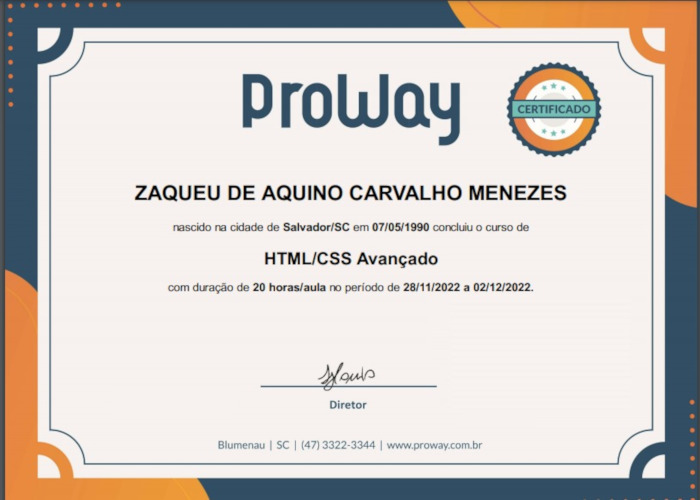 ProWay
CERTIFICADO
ZAQUEU DE AQUINO CARVALHO MENEZES
nascido na cidade de Salvador/SC em 07/05/1990 concluiu o curso de
HTML/CSS Avançado
com duração de 20 horas/aula no período de 28/11/2022 a 02/12/2022.
Diretor
Blumenau | SC | (47) 3322-3344 | www.proway.com.br